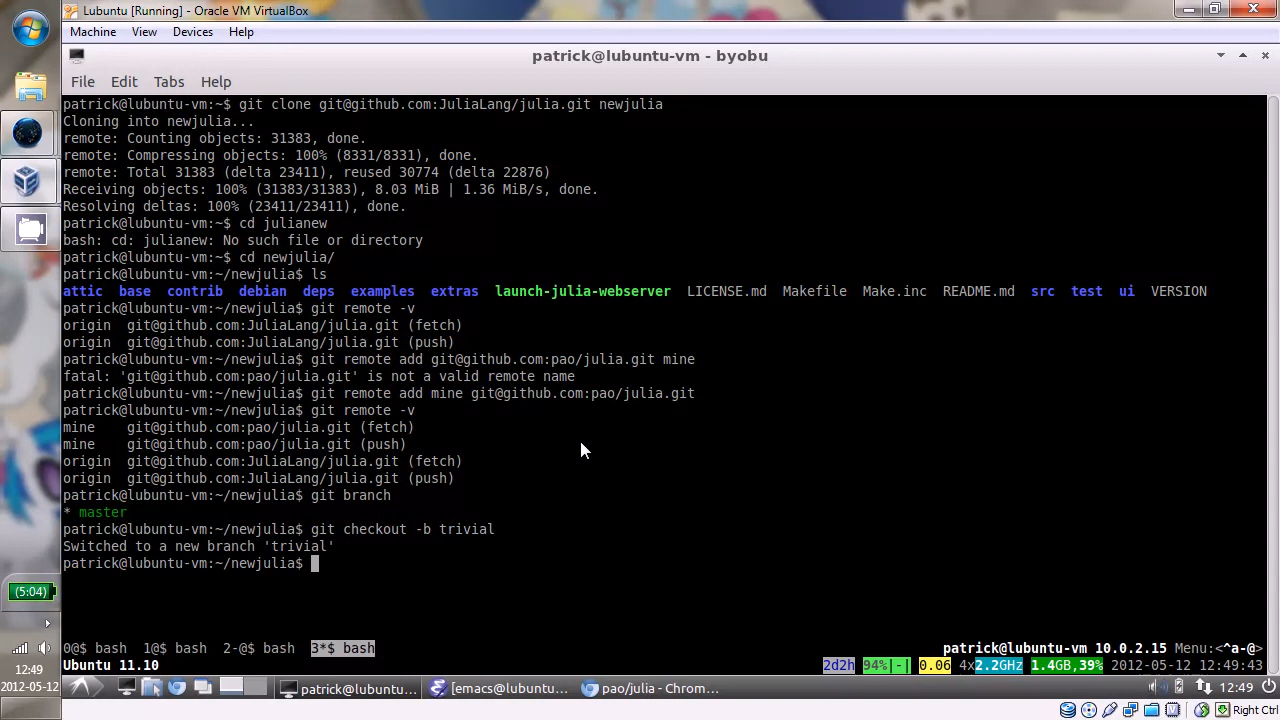 Lubuntu [Running] - Oracle VM VirtualBox
Machine View Devices Help
patrick@lubuntu-vm - byobu
File Edit Tabs Help
patrick@lubuntu-vm:~$ git clone git@github.com:JuliaLang/julia.git newjulia
Cloning into newjulia...
remote: Counting objects: 31383, done.
remote: Compressing objects: 100% (8331/8331), done.
remote: Total 31383 (delta 23411), reused 30774 (delta 22876)
Receiving objects: 100% (31383/31383), 8.03 MiB | 1.36 MiB/s, done.
Resolving deltas: 100% (23411/23411), done.
patrick@lubuntu-vm:~$ cd julianew
bash: cd: julianew: No such file or directory
patrick@lubuntu-vm:~$ cd newjulia/
patrick@lubuntu-vm:~/newjulia$ ls
attic base contrib debian deps examples extras launch-julia-webserver LICENSE.md Makefile Make.inc README.md src test ui VERSION
patrick@lubuntu-vm:~/newjulia$ git remote -v
origin git@github.com:JuliaLang/julia.git (fetch)
origin git@github.com:JuliaLang/julia.git (push)
patrick@lubuntu-vm:~/newjulia$ git remote add git@github.com:pao/julia.git mine
fatal: 'git@github.com:pao/julia.git' is not a valid remote name
patrick@lubuntu-vm:~/newjulia$ git remote add mine git@github.com:pao/julia.git
patrick@lubuntu-vm:~/newjulia$ git remote -v
mine git@github.com:pao/julia.git (fetch)
mine git@github.com:pao/julia.git (push)
origin git@github.com:JuliaLang/julia.git (fetch)
origin git@github.com:JuliaLang/julia.git (push)
patrick@lubuntu-vm:~/newjulia$ git branch
* master
patrick@lubuntu-vm:~/newjulia$ git checkout -b trivial
Switched to a new branch 'trivial'
patrick@lubuntu-vm:~/newjulia$
0@$ bash 1@$ bash 2-@$ bash 3*$ bash patrick@lubuntu-vm 10.0.2.15 Menu:<^a-@>
Ubuntu 11.10 2d2h 94%|-| 0.06 4x2.2GHz 1.4GB,39% 2012-05-12 12:49:43
patrick@lubuntu... [emacs@lubuntu... pao/julia - Chrom... 12:49
Right Ctrl
(5:04)
12:49
2012-05-12